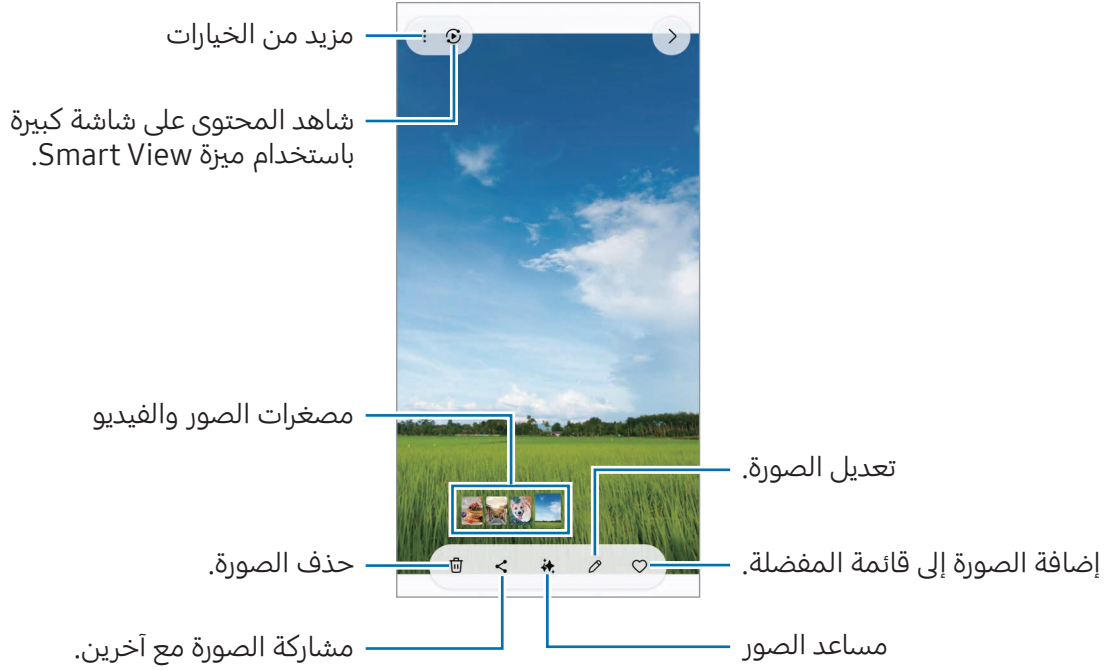 مزيد من الخيارات
شاهد المحتوى على شاشة كبيرة
باستخدام ميزة Smart View.
مصغرات الصور والفيديو
تعديل الصورة.
حذف الصورة.
إضافة الصورة إلى قائمة المفضلة.
مشاركة الصورة مع آخرين.
مساعد الصور